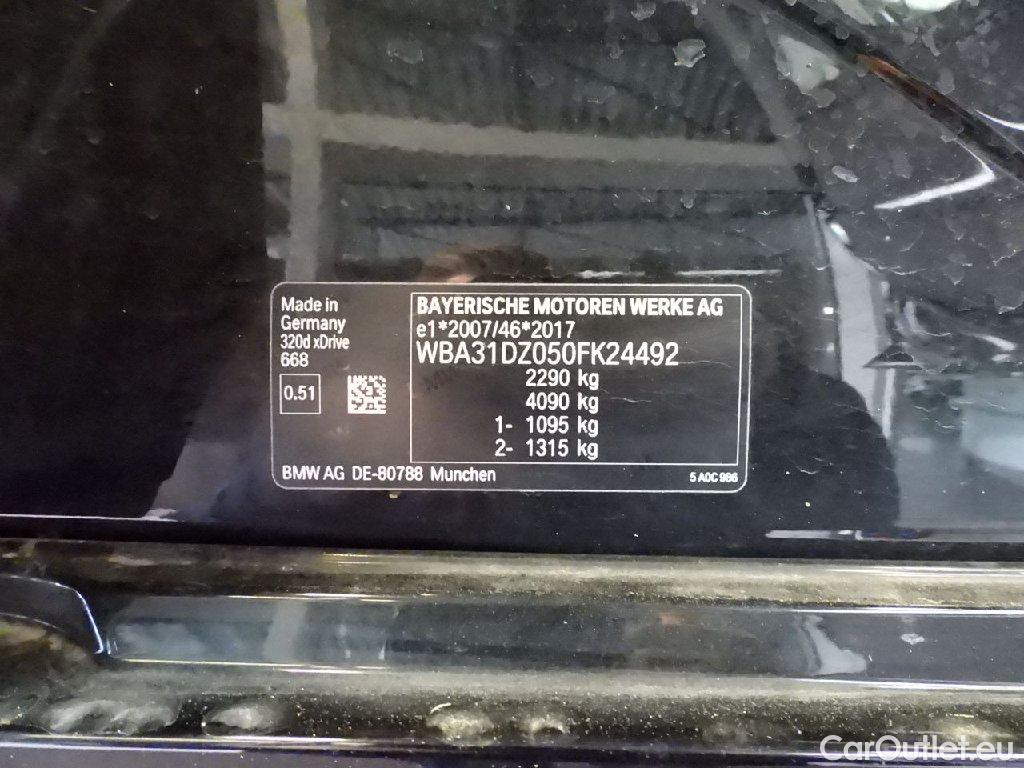 Made in
Germany
320d xDrive
668
0.51
BAYERISCHE MOTOREN WERKE AG
e1*2007/46*2017
WBA31DZ050FK24492
2290 kg
4090 kg
1- 1095 kg
2- 1315 kg
BMW AG DE-80788 Munchen
5 A0C 986
CarOutlet.eu